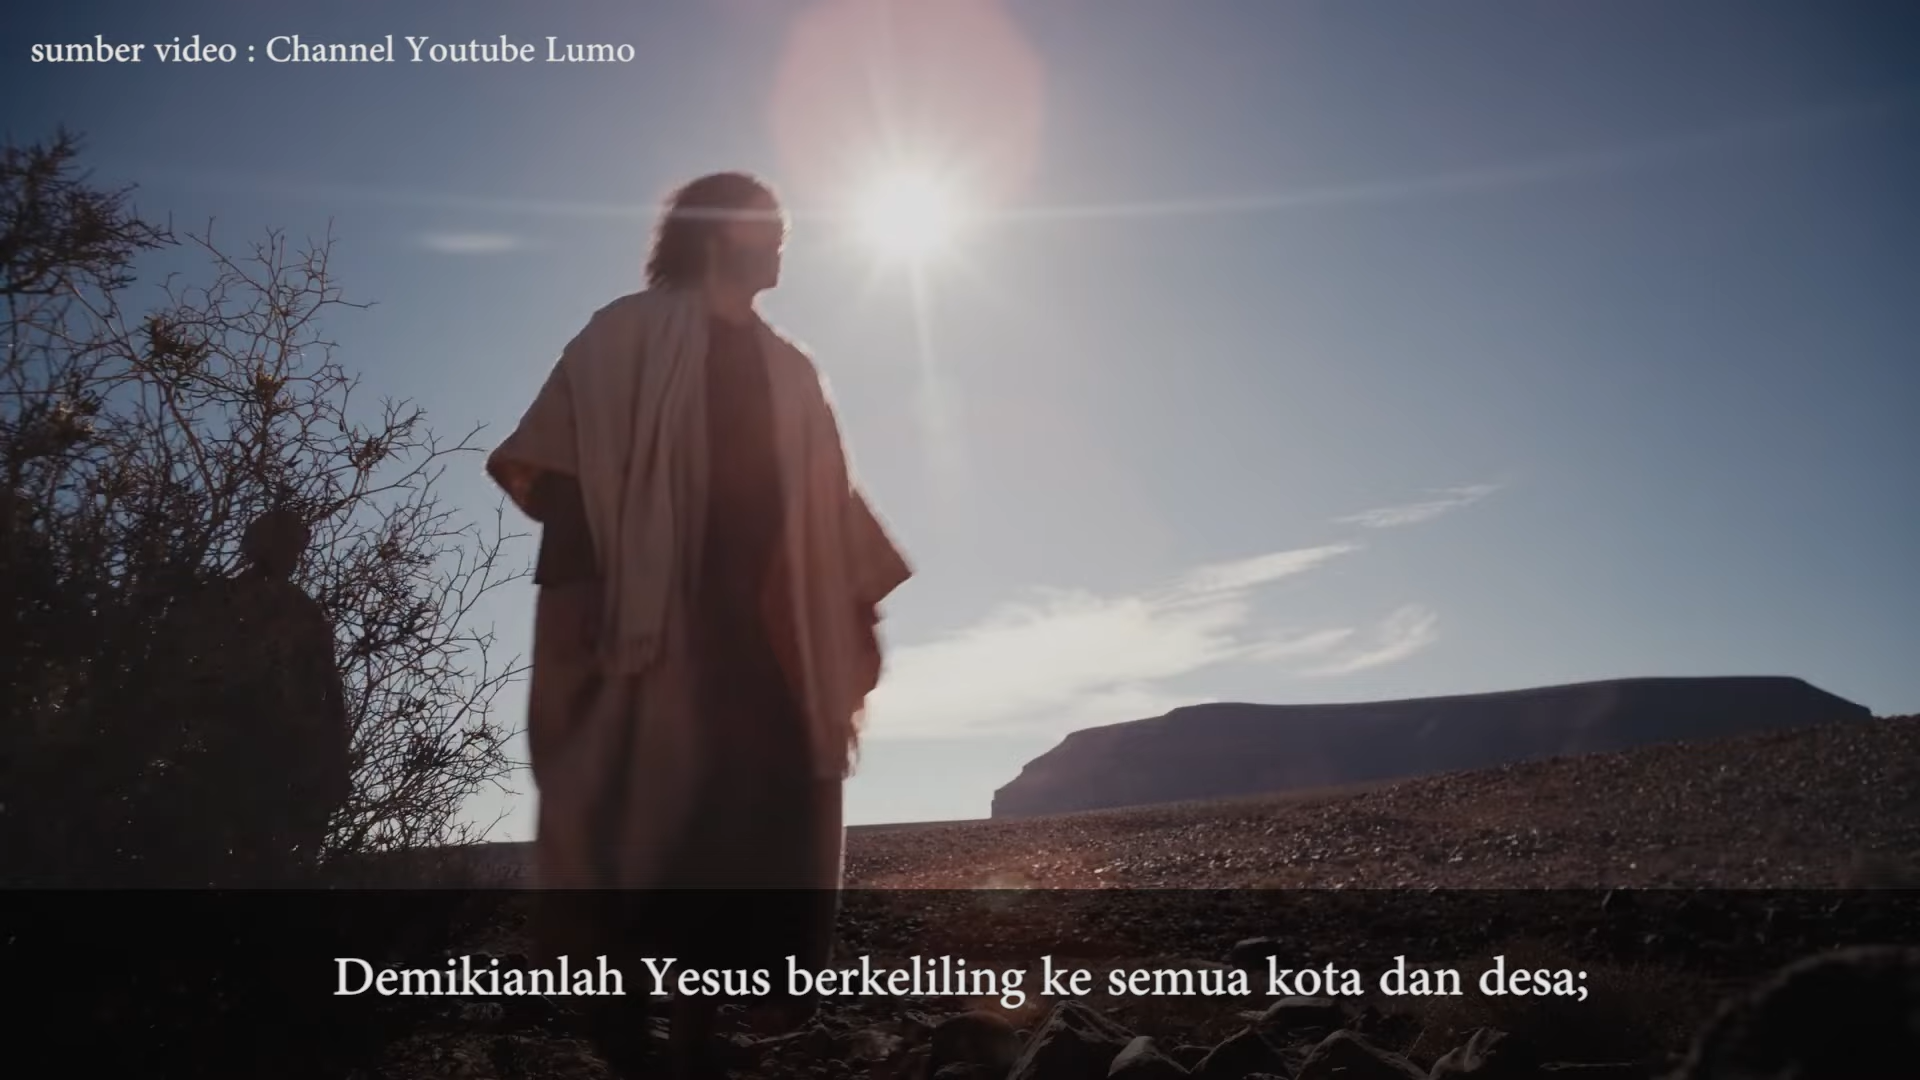 sumber video : Channel Youtube Lumo
Demikianlah Yesus berkeliling ke semua kota dan desa;